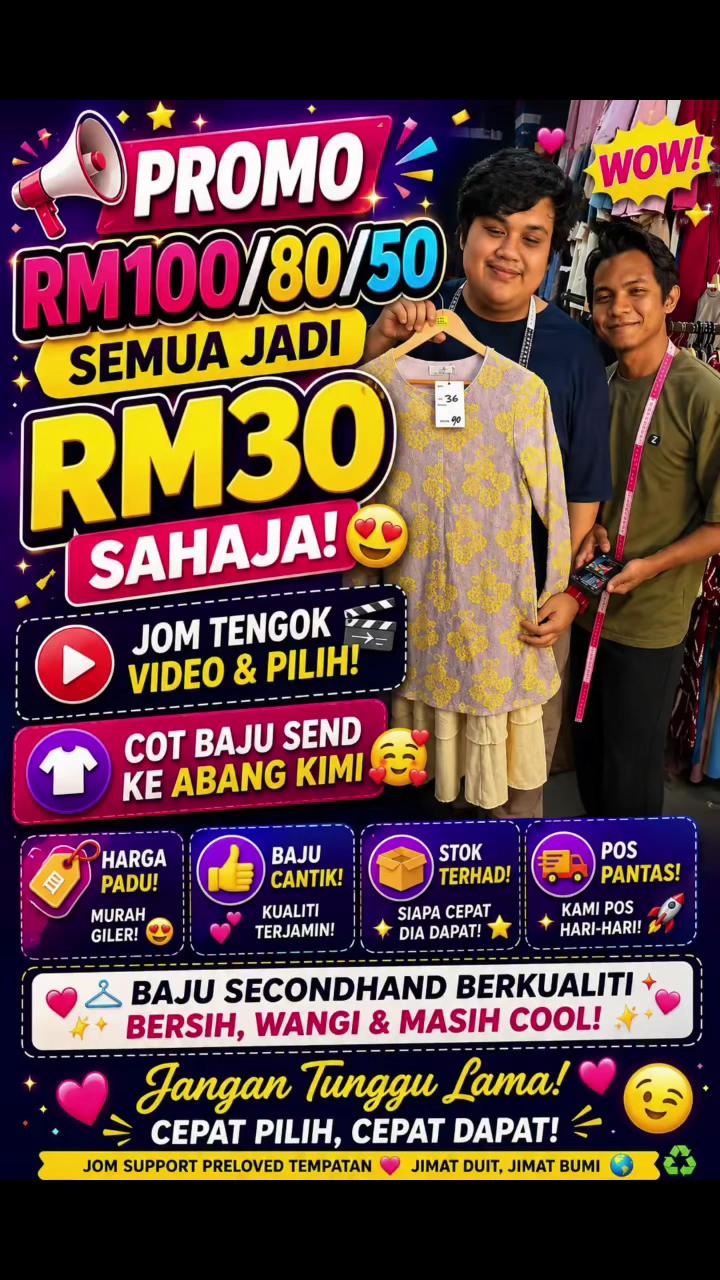 PROMO
WOW!
RM100/80/50
SEMUA JADI
RM30
SAHAJA!
36
90
Z
JOM TENGOK
VIDEO & PILIH!
COT BAJU SEND
KE ABANG KIMI
HARGA
PADU!
MURAH
GILER!
BAJU
CANTIK!
KUALITI
TERJAMIN!
STOK
TERHAD!
SIAPA CEPAT
DIA DAPAT!
POS
PANTAS!
KAMI POS
HARI-HARI!
BAJU SECONDHAND BERKUALITI
BERSIH, WANGI & MASIH COOL!
Jangan Tunggu Lama!
CEPAT PILIH, CEPAT DAPAT!
JOM SUPPORT PRELOVED TEMPATAN JIMAT DUIT, JIMAT BUMI